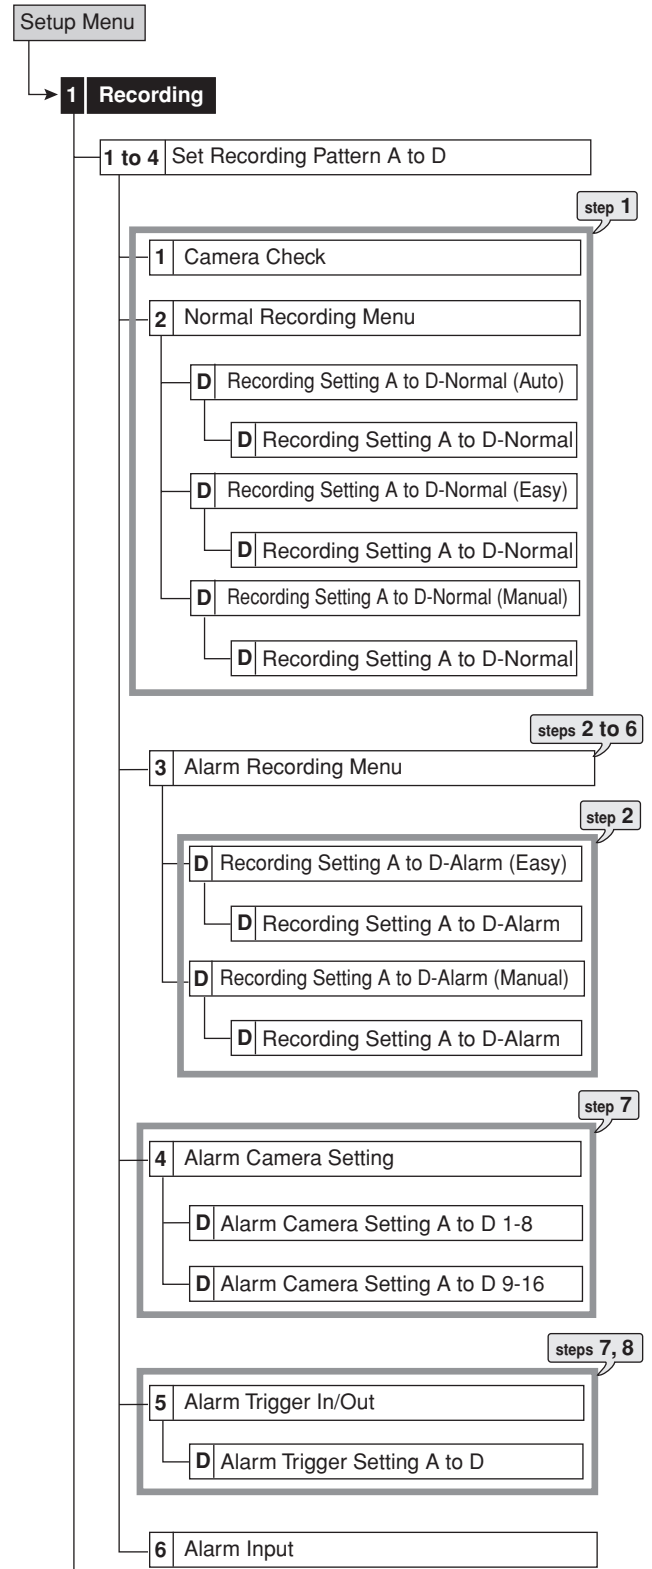 Setup Menu
1 Recording
1 to 4 Set Recording Pattern A to D
step 1
1 Camera Check
2 Normal Recording Menu
D Recording Setting A to D-Normal (Auto)
D Recording Setting A to D-Normal
D Recording Setting A to D-Normal (Easy)
D Recording Setting A to D-Normal
D Recording Setting A to D-Normal (Manual)
D Recording Setting A to D-Normal
steps 2 to 6
3 Alarm Recording Menu
step 2
D Recording Setting A to D-Alarm (Easy)
D Recording Setting A to D-Alarm
D Recording Setting A to D-Alarm (Manual)
D Recording Setting A to D-Alarm
step 7
4 Alarm Camera Setting
D Alarm Camera Setting A to D 1-8
D Alarm Camera Setting A to D 9-16
steps 7, 8
5 Alarm Trigger In/Out
D Alarm Trigger Setting A to D
6 Alarm Input